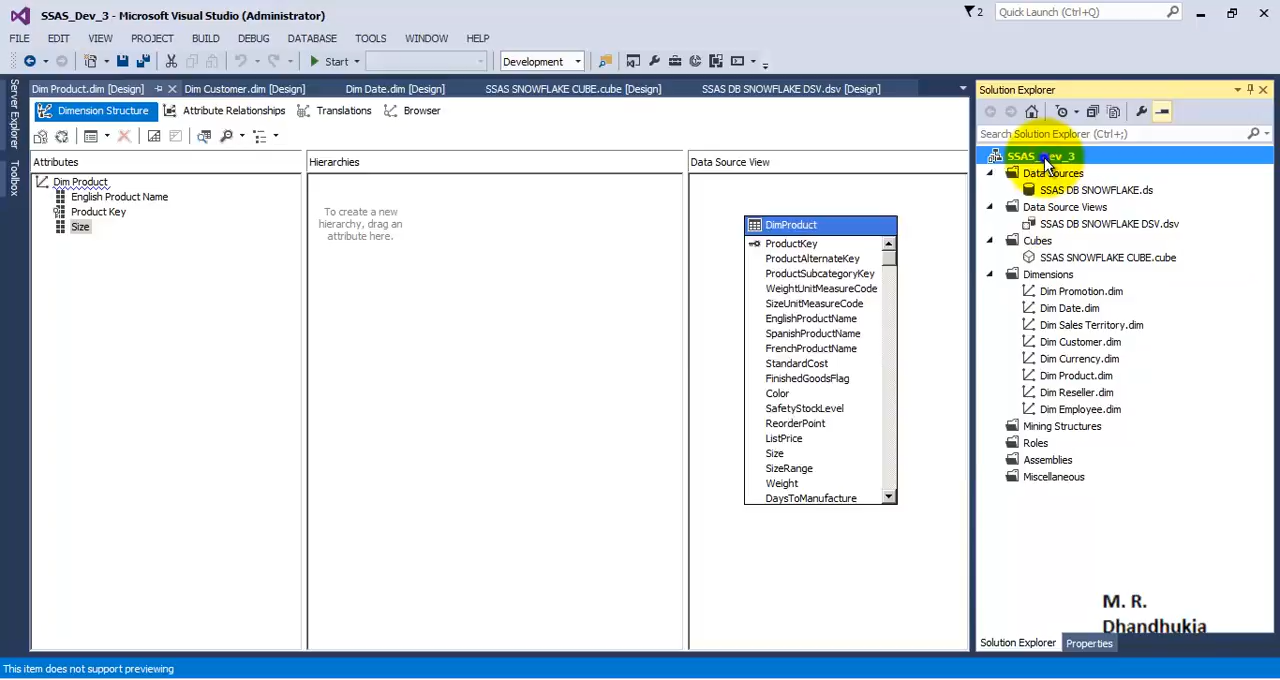 SSAS_Dev_3 - Microsoft Visual Studio (Administrator)
2
Quick Launch (Ctrl+Q)
FILE EDIT VIEW PROJECT BUILD DEBUG DATABASE TOOLS WINDOW HELP
Start
Development
Server Explorer
Toolbox
Dim Product.dim [Design] Dim Customer.dim [Design] Dim Date.dim [Design] SSAS SNOWFLAKE CUBE.cube [Design] SSAS DB SNOWFLAKE DSV.dsv [Design]
Dimension Structure Attribute Relationships Translations Browser
Attributes
Dim Product
English Product Name
Product Key
Size
Hierarchies
To create a new
hierarchy, drag an
attribute here.
Data Source View
DimProduct
ProductKey
ProductAlternateKey
ProductSubcategoryKey
WeightUnitMeasureCode
SizeUnitMeasureCode
EnglishProductName
SpanishProductName
FrenchProductName
StandardCost
FinishedGoodsFlag
Color
SafetyStockLevel
ReorderPoint
ListPrice
Size
SizeRange
Weight
DaysToManufacture
Solution Explorer
Search Solution Explorer (Ctrl+;)
SSAS_Dev_3
Data Sources
SSAS DB SNOWFLAKE.ds
Data Source Views
SSAS DB SNOWFLAKE DSV.dsv
Cubes
SSAS SNOWFLAKE CUBE.cube
Dimensions
Dim Promotion.dim
Dim Date.dim
Dim Sales Territory.dim
Dim Customer.dim
Dim Currency.dim
Dim Product.dim
Dim Reseller.dim
Dim Employee.dim
Mining Structures
Roles
Assemblies
Miscellaneous
M. R.
Dhandhukia
Solution Explorer Properties
This item does not support previewing